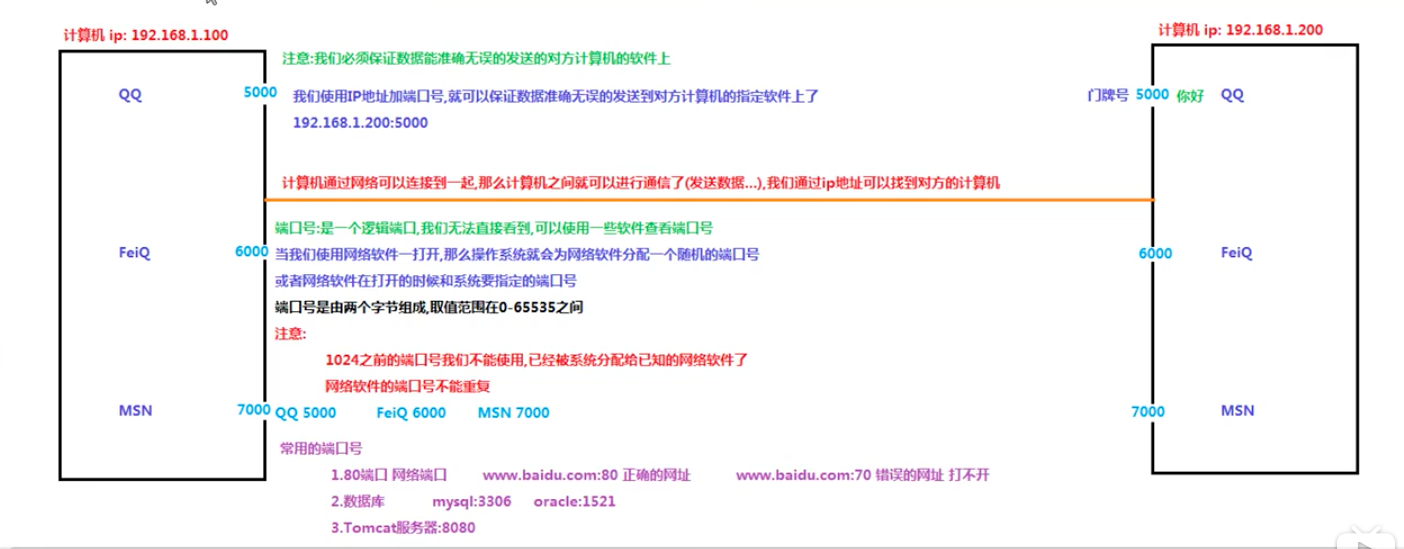 计算机 ip: 192.168.1.100
计算机 ip: 192.168.1.200
注意:我们必须保证数据能准确无误的发送的对方计算机的软件上
QQ 5000 我们使用IP地址加端口号,就可以保证数据准确无误的发送到对方计算机的指定软件上了 门牌号 5000 你好 QQ
192.168.1.200:5000
计算机通过网络可以连接到一起,那么计算机之间就可以进行通信了(发送数据...),我们通过ip地址可以找到对方的计算机
端口号:是一个逻辑端口,我们无法直接看到,可以使用一些软件查看端口号
FeiQ 6000 当我们使用网络软件一打开,那么操作系统就会为网络软件分配一个随机的端口号 6000 FeiQ
或者网络软件在打开的时候和系统要指定的端口号
端口号是由两个字节组成,取值范围在0-65535之间
注意:
1024之前的端口号我们不能使用,已经被系统分配给已知的网络软件了
网络软件的端口号不能重复
MSN 7000 QQ 5000 FeiQ 6000 MSN 7000 7000 MSN
常用的端口号
1.80端口 网络端口 www.baidu.com:80 正确的网址 www.baidu.com:70 错误的网址 打不开
2.数据库 mysql:3306 oracle:1521
3.Tomcat服务器:8080